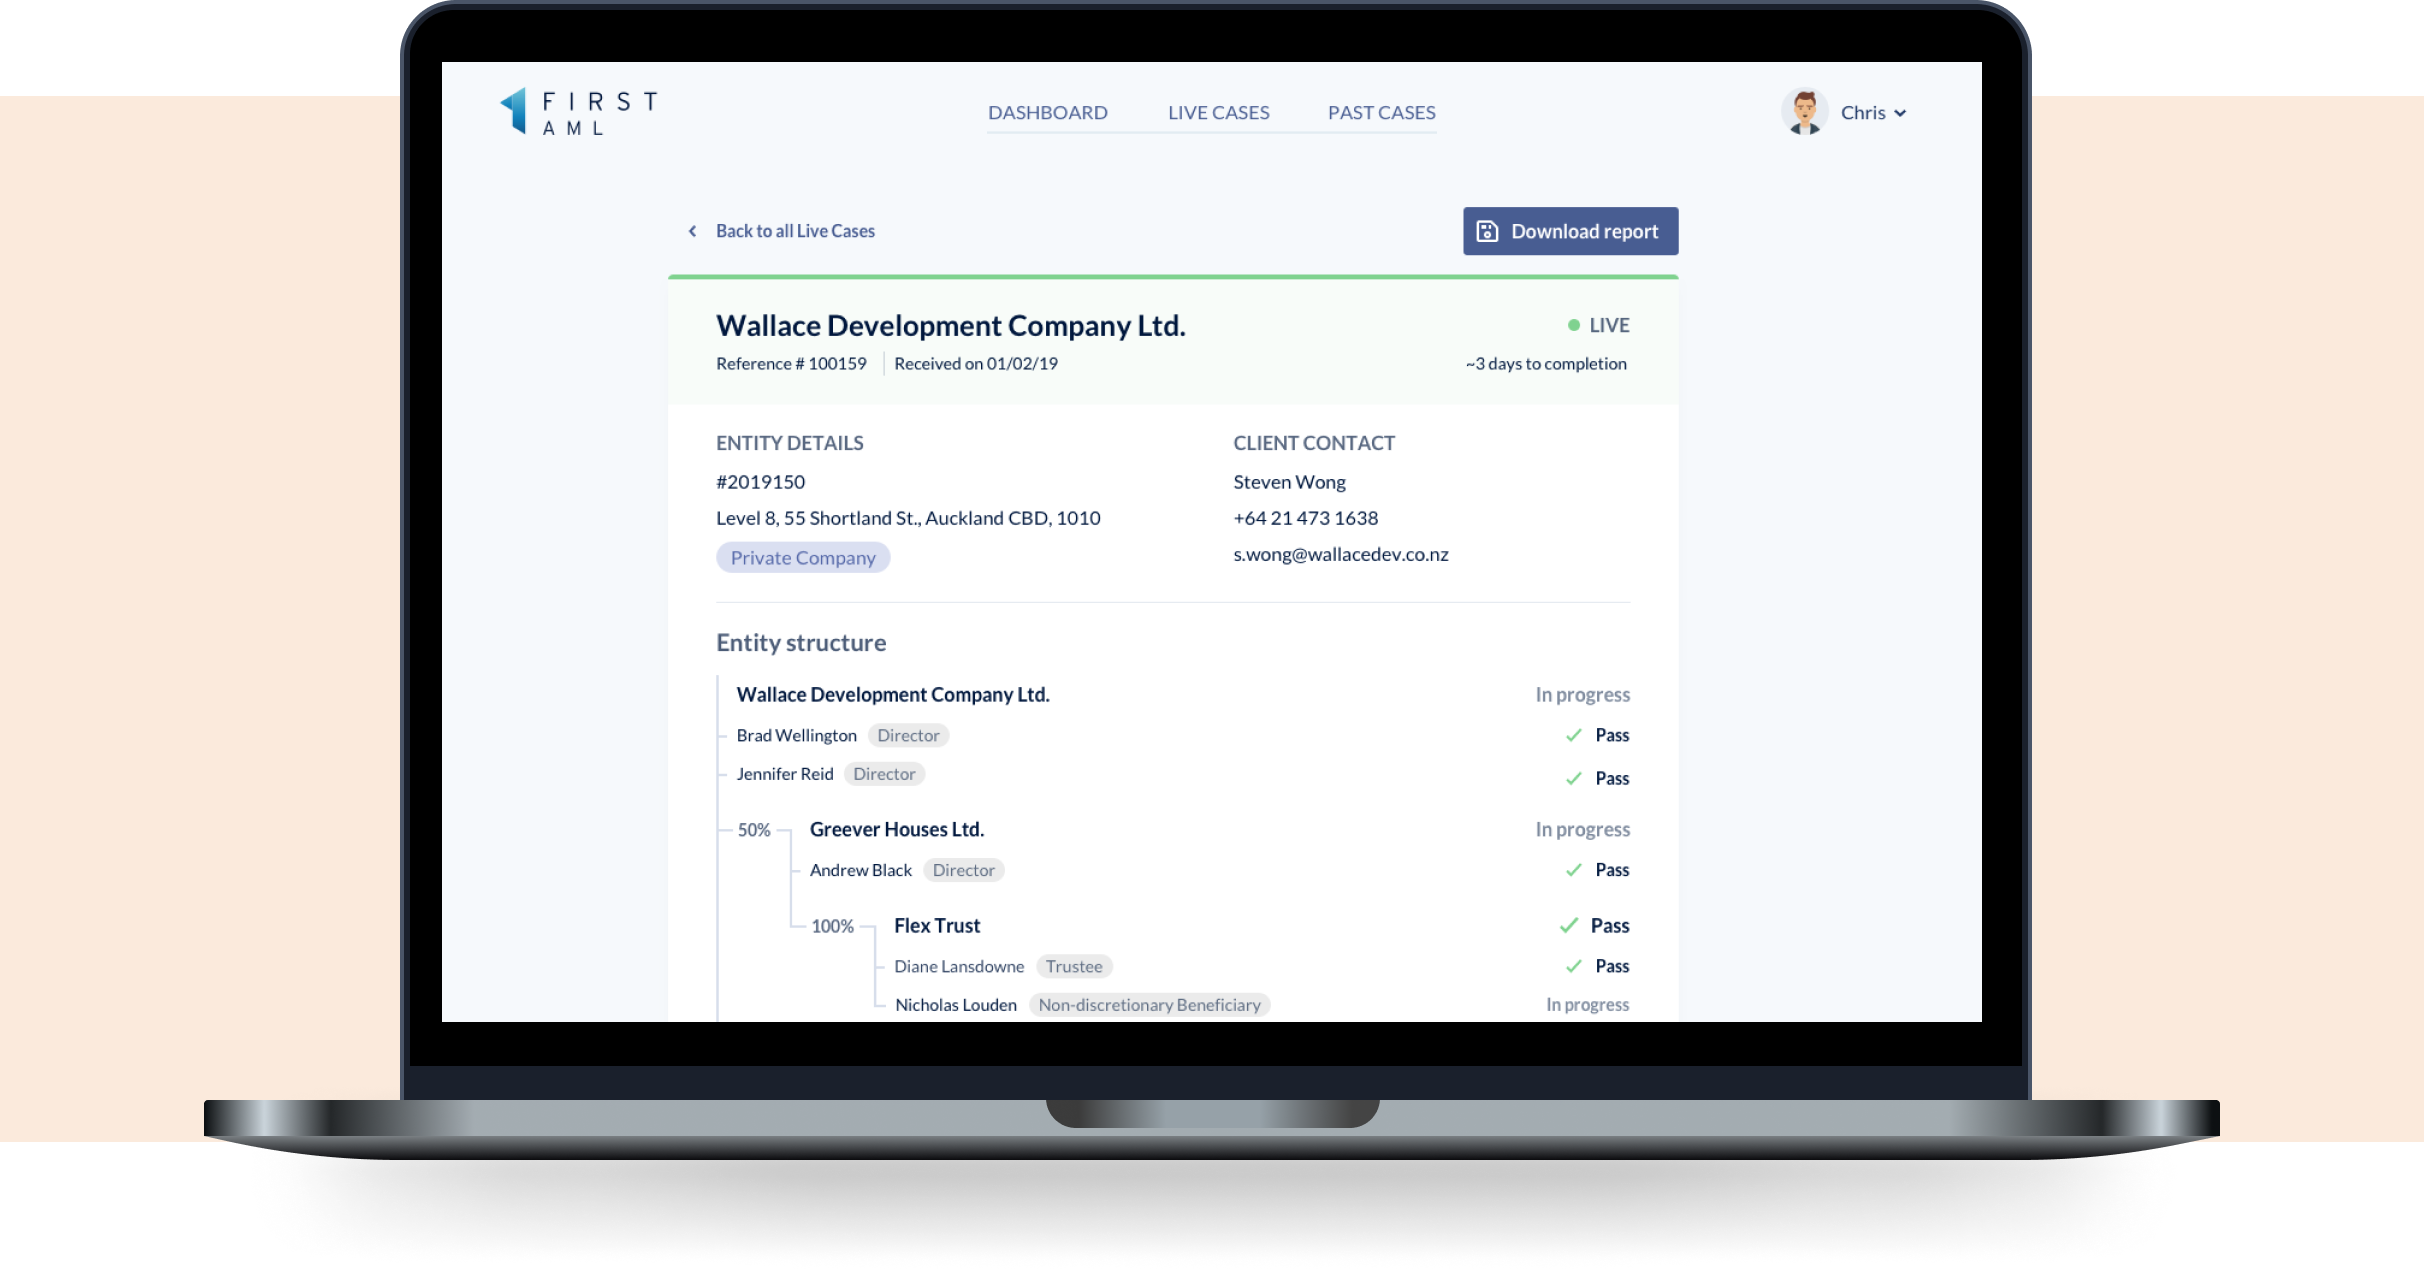 FIRST
AML
DASHBOARD LIVE CASES PAST CASES
Chris
Back to all Live Cases
Download report
Wallace Development Company Ltd.
LIVE
Reference # 100159 Received on 01/02/19
~3 days to completion
ENTITY DETAILS
#2019150
Level 8, 55 Shortland St., Auckland CBD, 1010
Private Company
CLIENT CONTACT
Steven Wong
+64 21 473 1638
s.wong@wallacedev.co.nz
Entity structure
Wallace Development Company Ltd. In progress
Brad Wellington Director Pass
Jennifer Reid Director Pass
50% Greever Houses Ltd. In progress
Andrew Black Director Pass
100% Flex Trust Pass
Diane Lansdowne Trustee Pass
Nicholas Louden Non-discretionary Beneficiary In progress